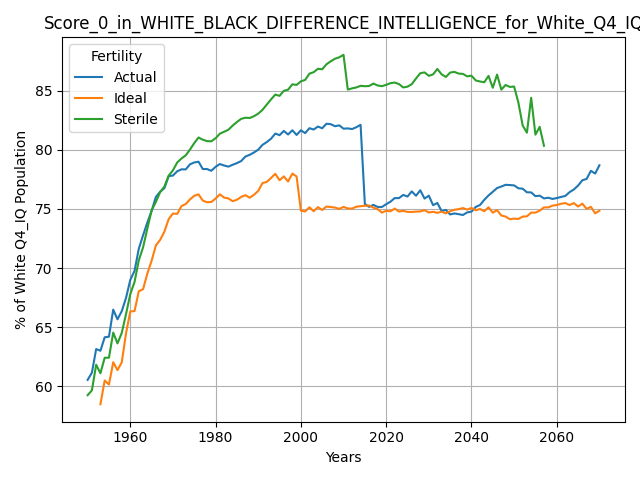 Score_0_in_WHITE_BLACK_DIFFERENCE_INTELLIGENCE_for_White_Q4_IQ
Fertility
Actual
Ideal
Sterile
85
80
75
70
65
60
% of White Q4_IQ Population
1960
1980
2000
2020
2040
2060
Years